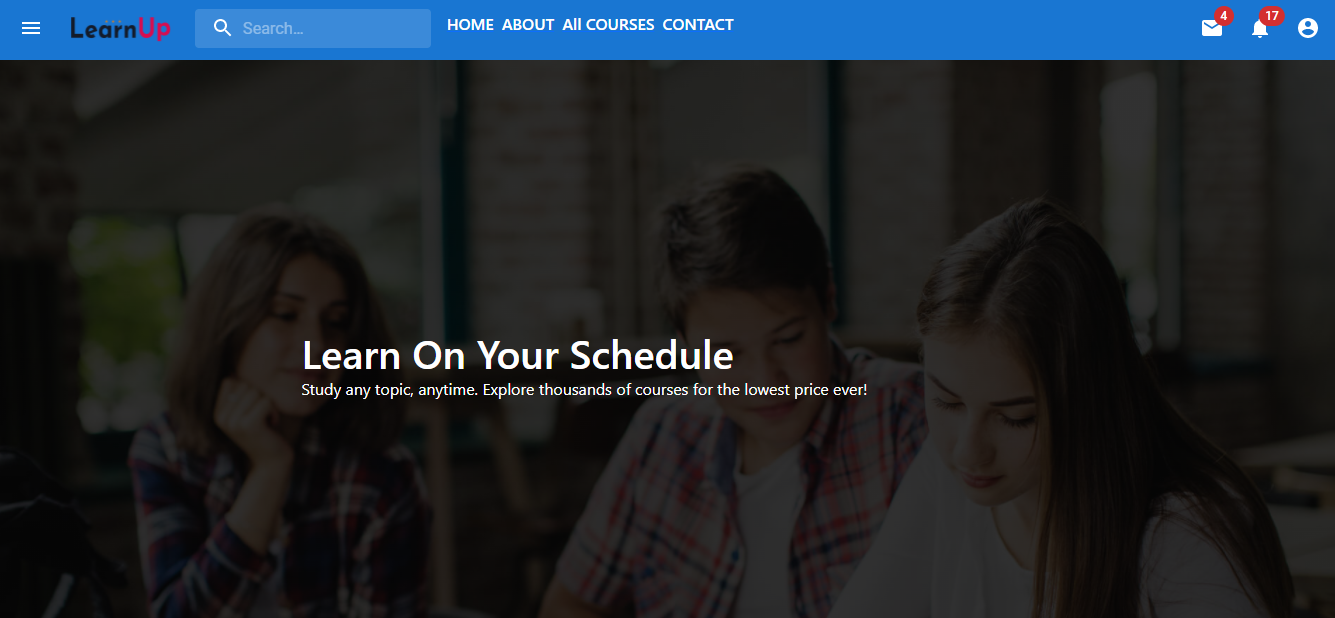 LearnUp Search... HOME ABOUT All COURSES CONTACT 4 17
Learn On Your Schedule
Study any topic, anytime. Explore thousands of courses for the lowest price ever!